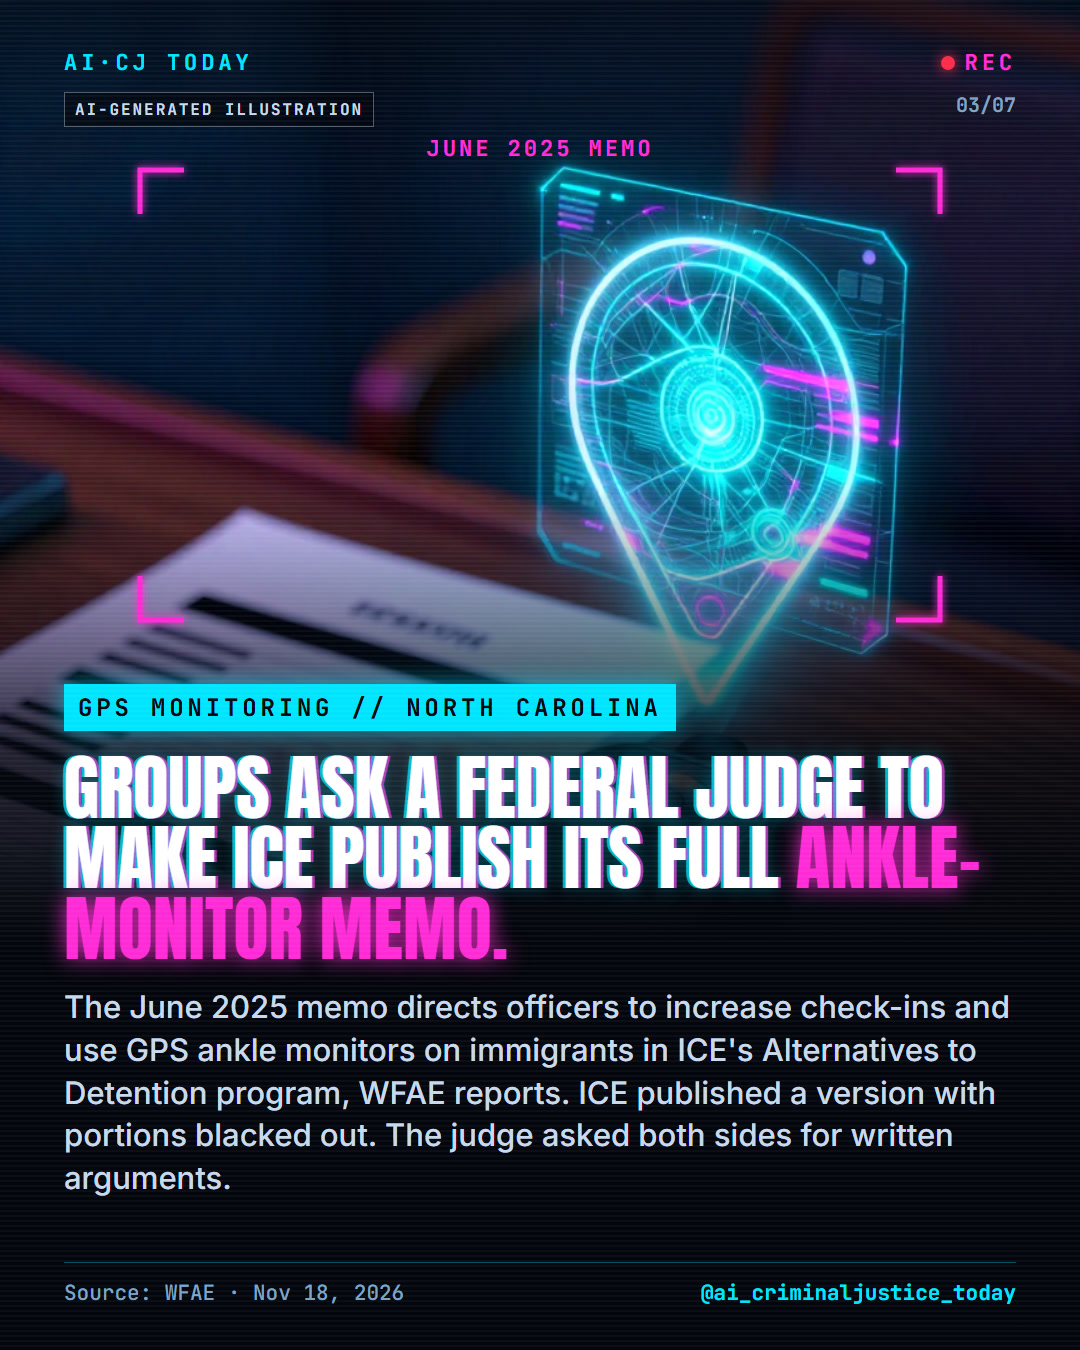 AI·CJ TODAY
REC
AI-GENERATED ILLUSTRATION
03/07
JUNE 2025 MEMO
GPS MONITORING // NORTH CAROLINA
GROUPS ASK A FEDERAL JUDGE TO
MAKE ICE PUBLISH ITS FULL ANKLE-
MONITOR MEMO.
The June 2025 memo directs officers to increase check-ins and
use GPS ankle monitors on immigrants in ICE's Alternatives to
Detention program, WFAE reports. ICE published a version with
portions blacked out. The judge asked both sides for written
arguments.
Source: WFAE · Nov 18, 2026
@ai_criminaljustice_today